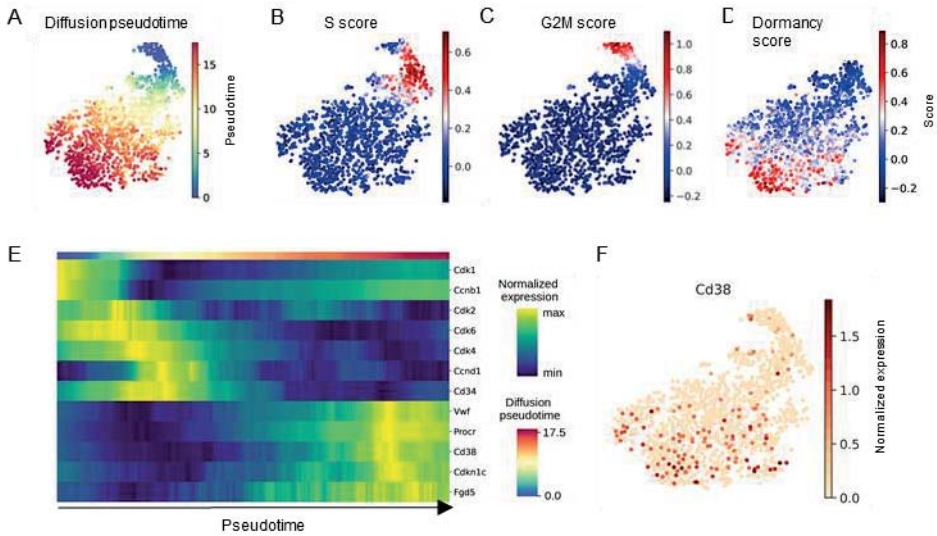 A
Diffusion pseudotime
15
10
5
0
Pseudotime
B
S score
0.6
0.4
0.2
0.0
C
G2M score
1.0
0.8
0.6
0.4
0.2
0.0
−0.2
D
Dormancy
score
0.8
0.6
0.4
0.2
0.0
−0.2
Score
E
Cdk1
Ccnb1
Cdk2
Cdk6
Cdk4
Ccnd1
Cd34
Vwf
Procr
Cd38
Cdkn1c
Fgd5
Pseudotime
Normalized
expression
max
min
Diffusion
pseudotime
17.5
0.0
F
Cd38
1.5
1.0
0.5
0.0
Normalized expression